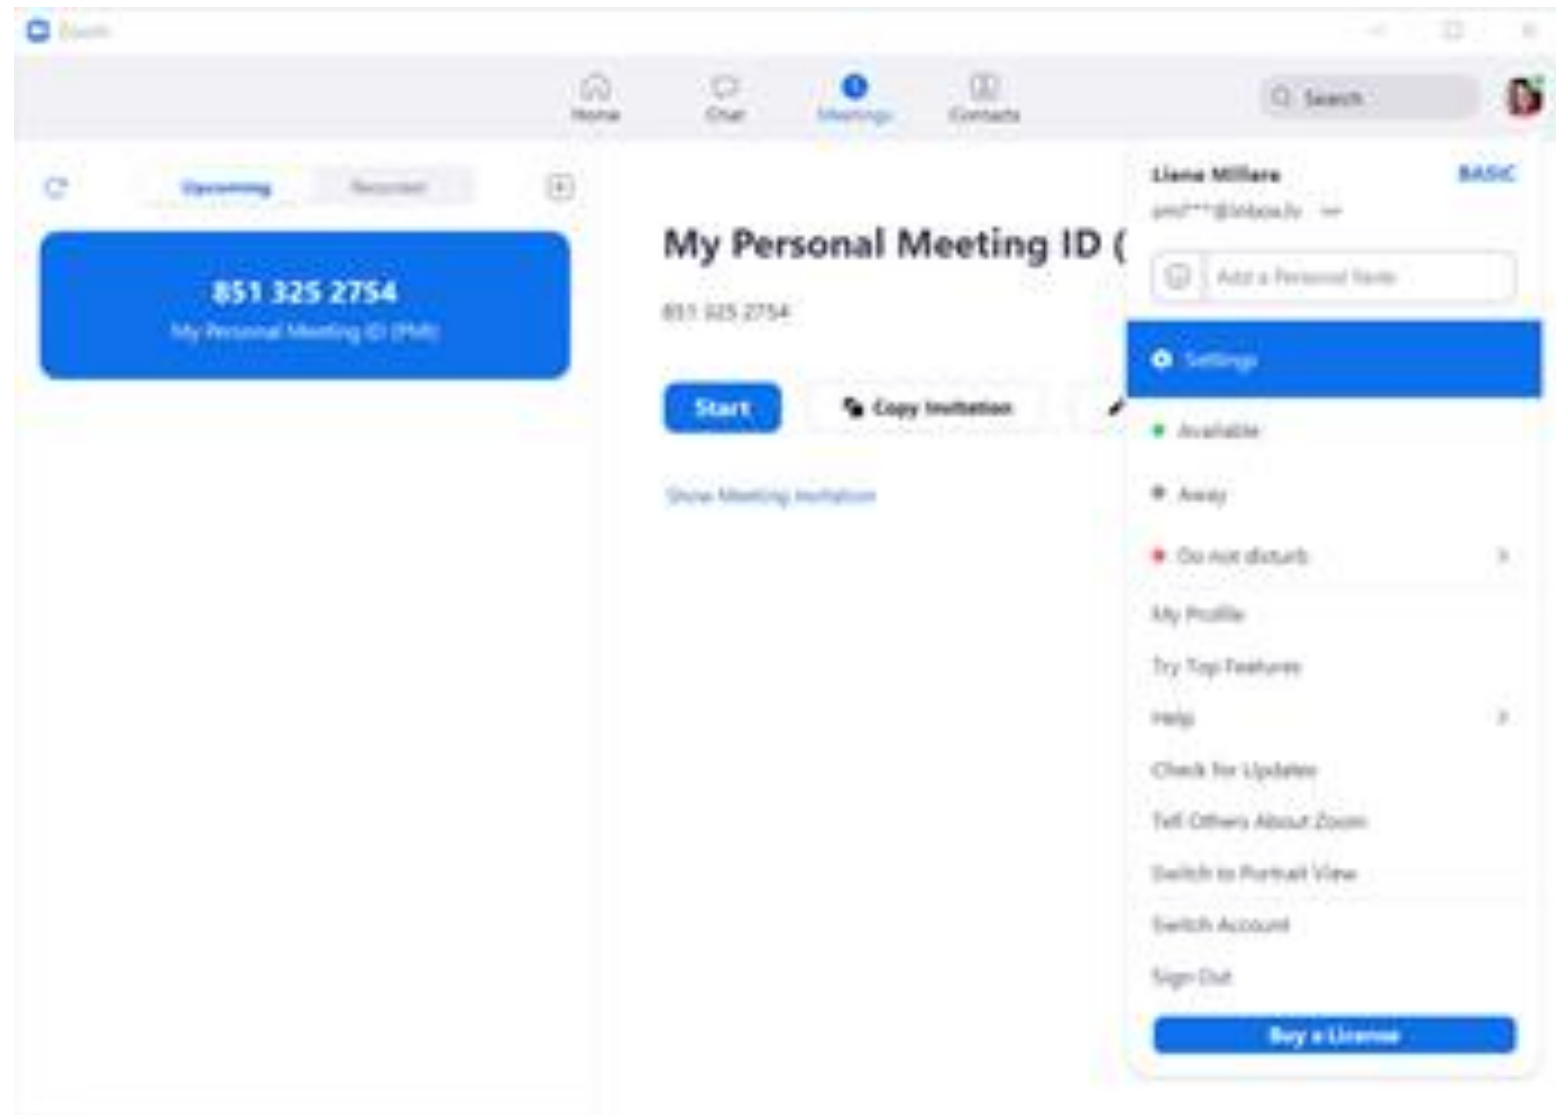 Zoom
Home
Chat
Meetings
Contacts
Search
Upcoming
Recorded
851 325 2754
My Personal Meeting ID (PMI)
My Personal Meeting ID (
851 325 2754
Start
Copy Invitation
Show Meeting Invitation
Liana Millere
BASIC
Add a Personal Note
Settings
Available
Away
Do not disturb
My Profile
Try Top Features
Help
Check for Updates
Tell Others About Zoom
Switch to Portrait View
Switch Account
Sign Out
Buy a License